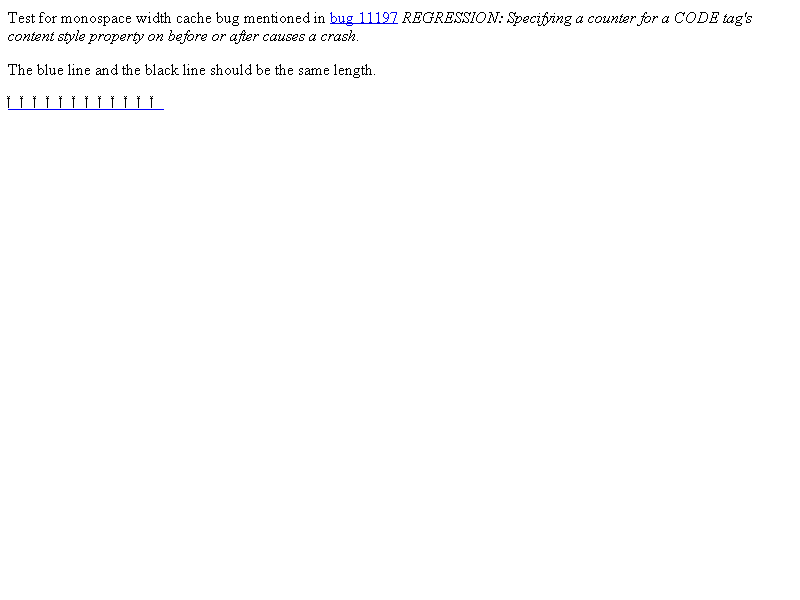 Test for monospace width cache bug mentioned in bug 11197 REGRESSION: Specifying a counter for a CODE tag's
content style property on before or after causes a crash.
The blue line and the black line should be the same length.